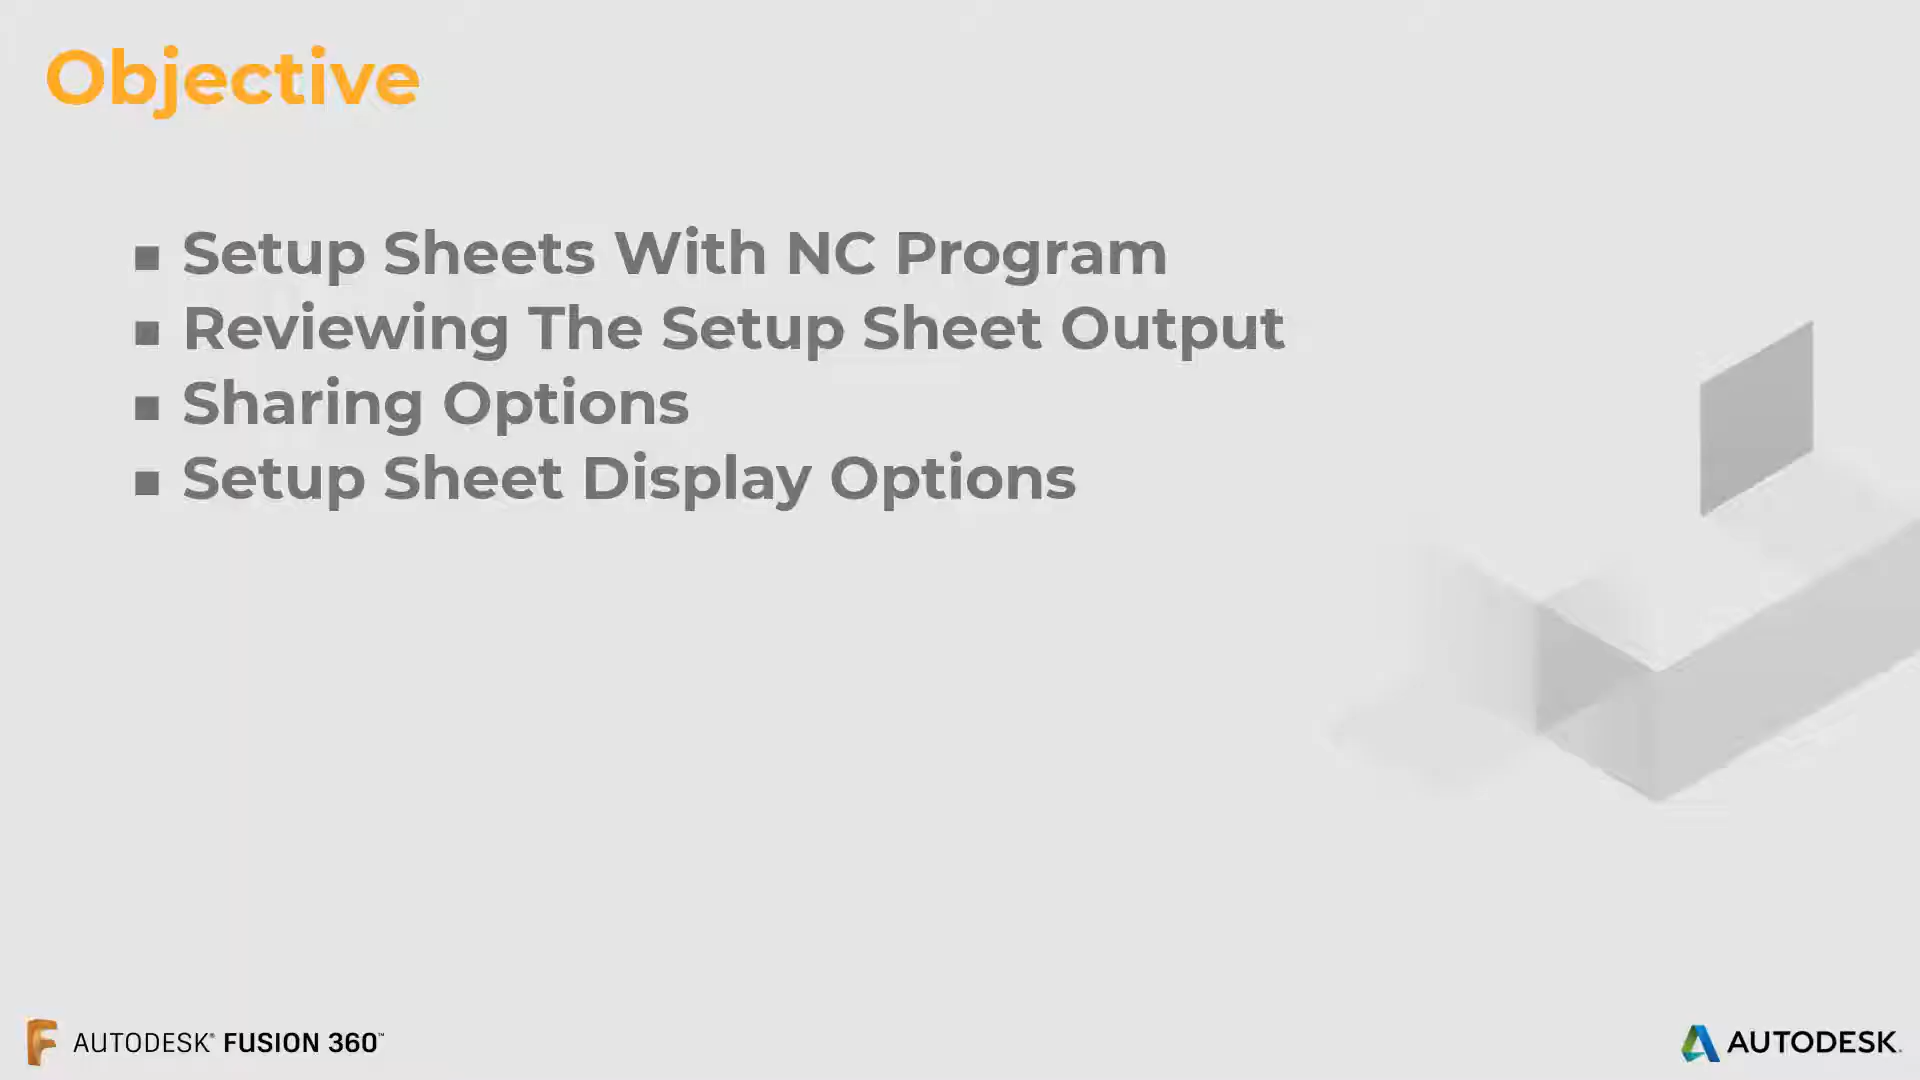 Objective
▪ Setup Sheets With NC Program
▪ Reviewing The Setup Sheet Output
▪ Sharing Options
▪ Setup Sheet Display Options
AUTODESK® FUSION 360™
AUTODESK.